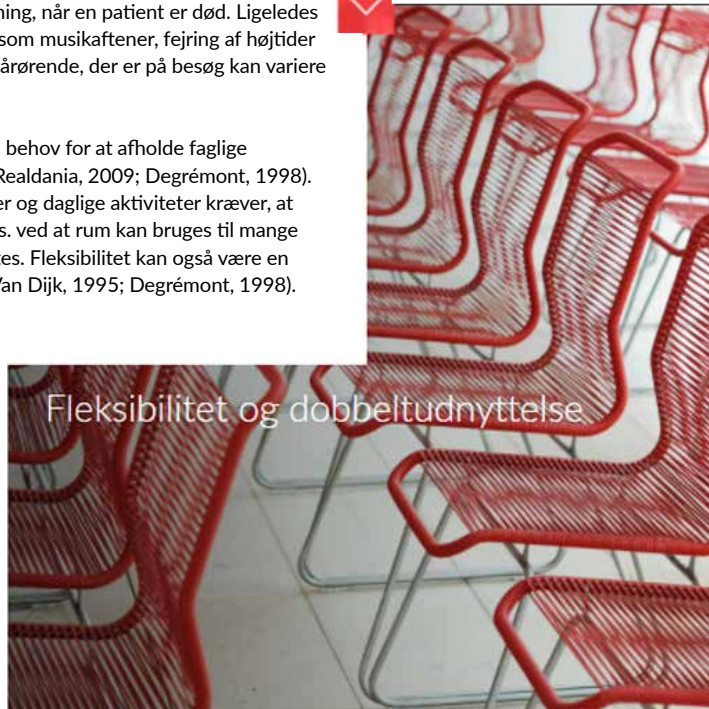 ning, når en patient er død. Ligeledes
som musikaftener, fejring af højtider
årørende, der er på besøg kan variere
behov for at afholde faglige
Realdania, 2009; Degrémont, 1998).
er og daglige aktiviteter kræver, at
s. ved at rum kan bruges til mange
es. Fleksibilitet kan også være en
Van Dijk, 1995; Degrémont, 1998).
Fleksibilitet og dobbeltudnyttelse